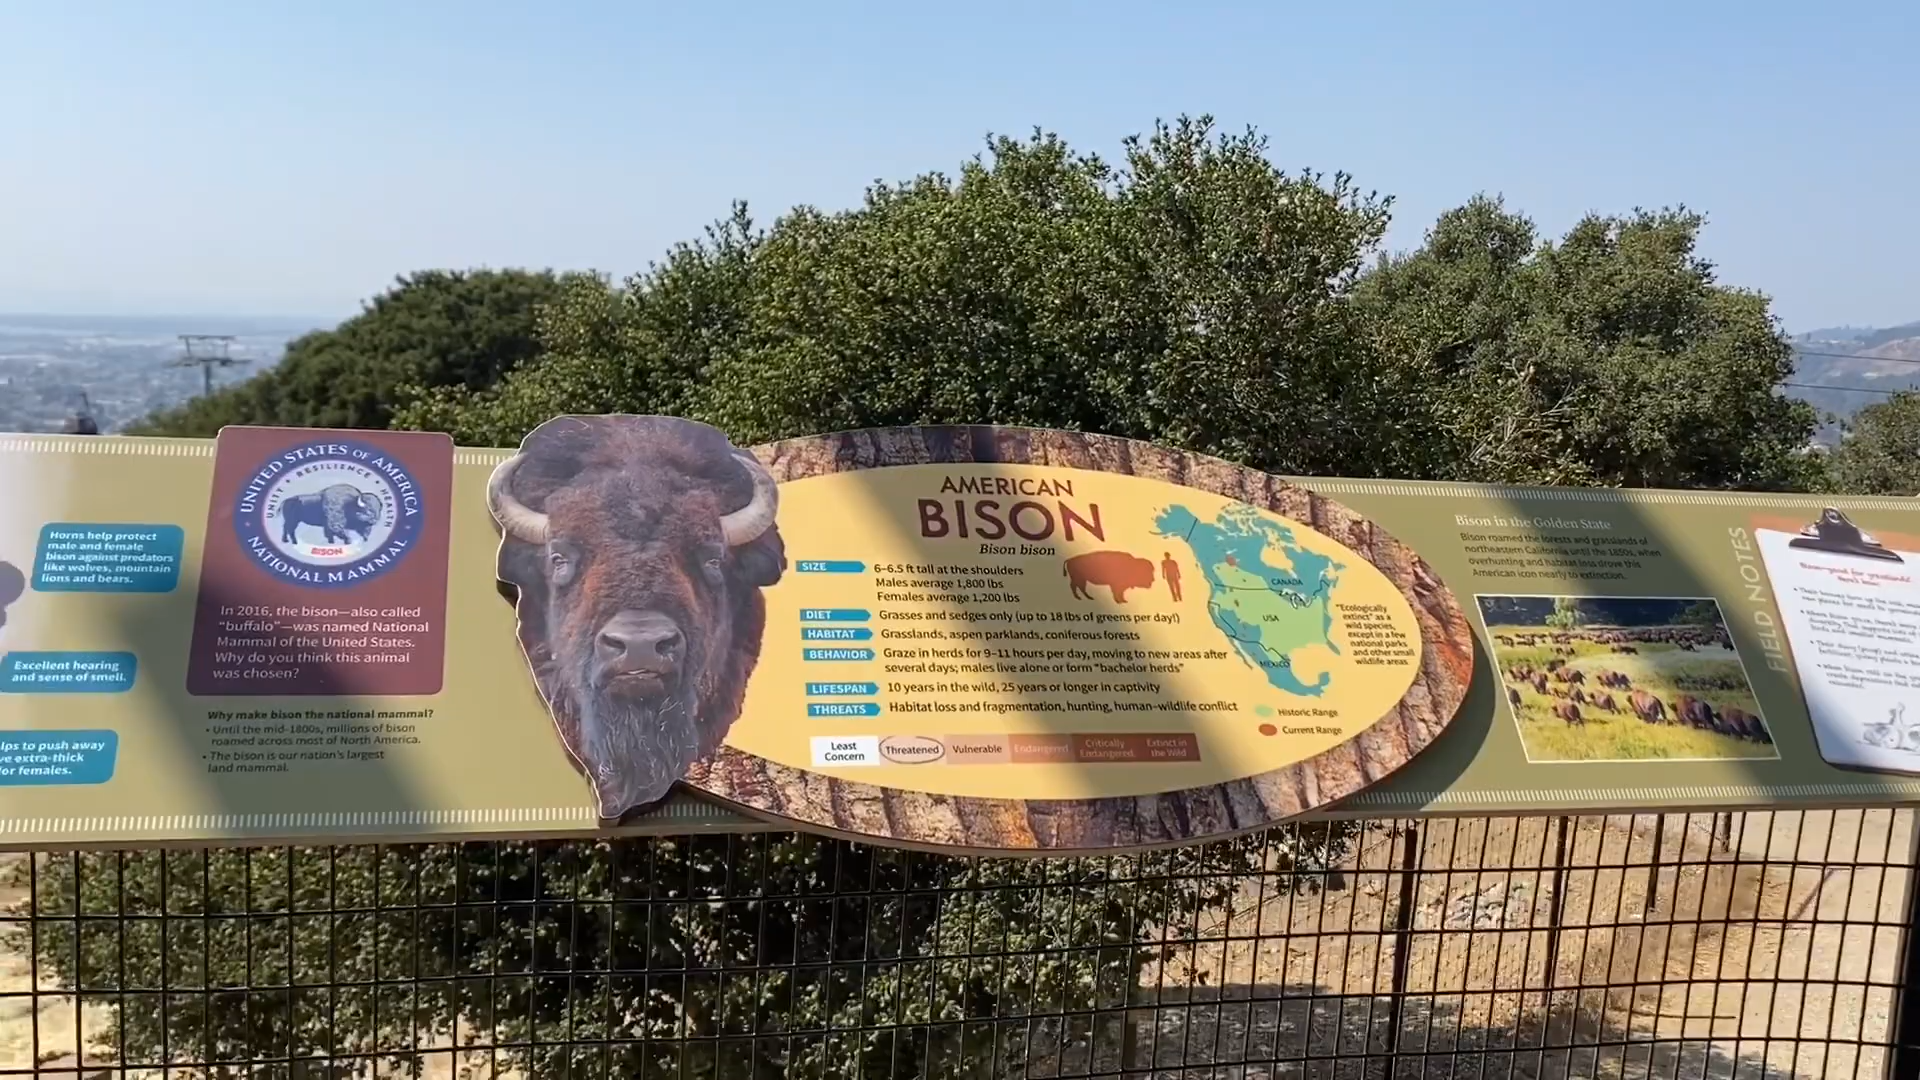 Horns help protect
male and female
bison against predators
like wolves, mountain
lions and bears.
Excellent hearing
and sense of smell.
lps to push away
ve extra-thick
or females.
UNITED STATES OF AMERICA
UNITY • RESILIENCE • HEALTH
BISON
NATIONAL MAMMAL
In 2016, the bison—also called
"buffalo"—was named National
Mammal of the United States.
Why do you think this animal
was chosen?
Why make bison the national mammal?
• Until the mid-1800s, millions of bison
roamed across most of North America.
• The bison is our nation's largest
land mammal.
AMERICAN
BISON
Bison bison
SIZE
6-6.5 ft tall at the shoulders
Males average 1,800 lbs
Females average 1,200 lbs
DIET
Grasses and sedges only (up to 18 lbs of greens per day!)
HABITAT
Grasslands, aspen parklands, coniferous forests
BEHAVIOR
Graze in herds for 9-11 hours per day, moving to new areas after
several days; males live alone or form "bachelor herds"
LIFESPAN
10 years in the wild, 25 years or longer in captivity
THREATS
Habitat loss and fragmentation, hunting, human-wildlife conflict
Least
Concern
Threatened
Vulnerable
Endangered
Critically
Endangered
Extinct in
the Wild
CANADA
USA
MEXICO
"Ecologically
extinct" as a
wild species,
except in a few
national parks
and other small
wildlife areas.
Historic Range
Current Range
Bison in the Golden State
Bison roamed the forests and grasslands of
northeastern California until the 1850s, when
overhunting and habitat loss drove this
American icon nearly to extinction.
FIELD NOTES